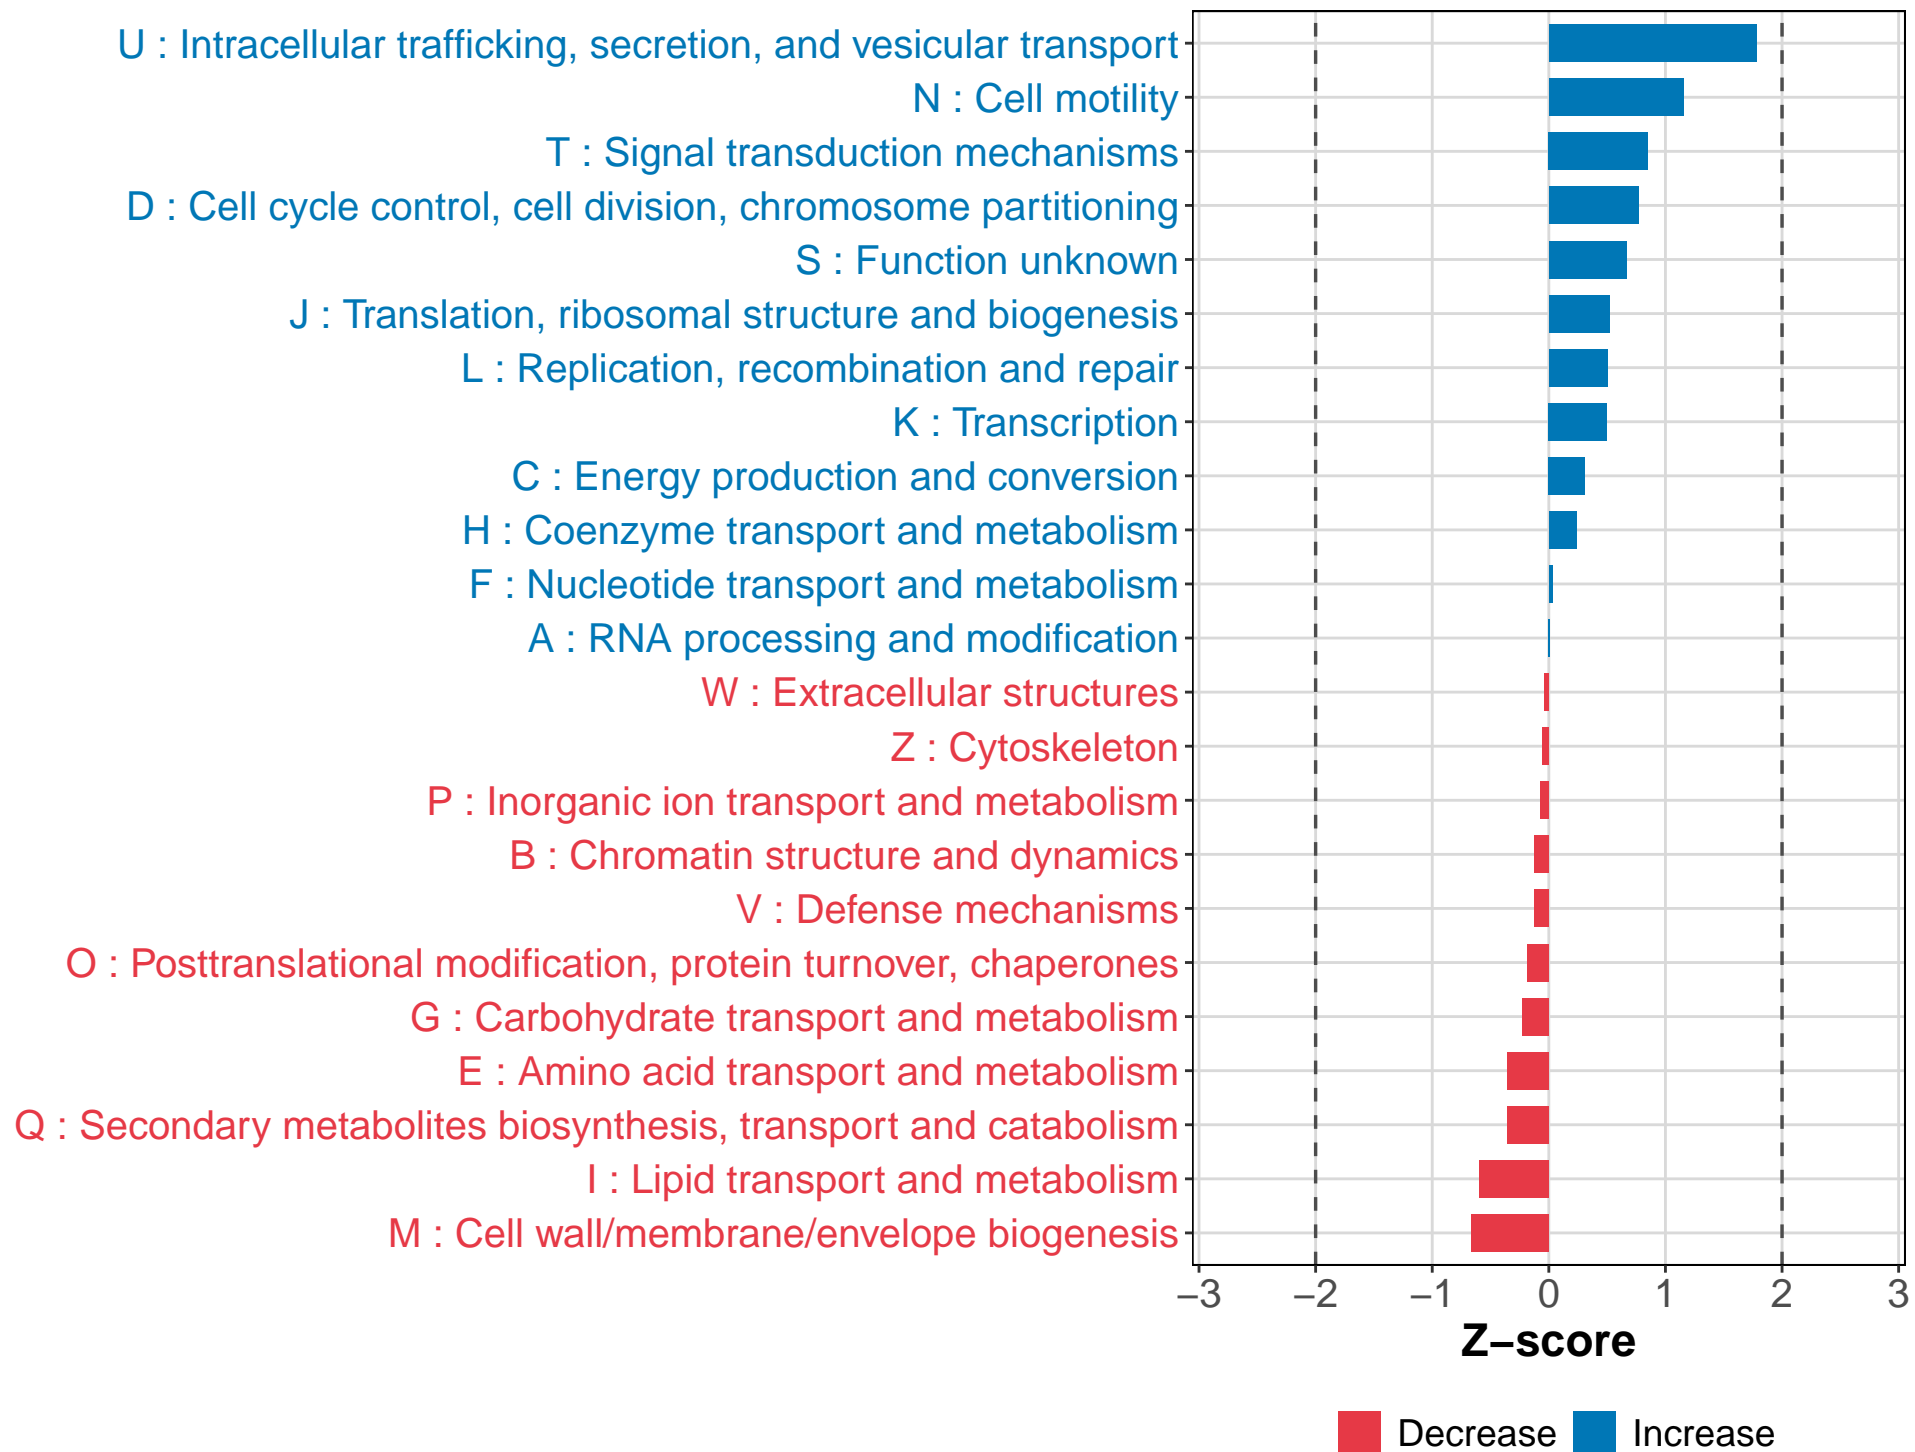 U : Intracellular trafficking, secretion, and vesicular transport
N : Cell motility
T : Signal transduction mechanisms
D : Cell cycle control, cell division, chromosome partitioning
S : Function unknown
J : Translation, ribosomal structure and biogenesis
L : Replication, recombination and repair
K : Transcription
C : Energy production and conversion
H : Coenzyme transport and metabolism
F : Nucleotide transport and metabolism
A : RNA processing and modification
W : Extracellular structures
Z : Cytoskeleton
P : Inorganic ion transport and metabolism
B : Chromatin structure and dynamics
V : Defense mechanisms
O : Posttranslational modification, protein turnover, chaperones
G : Carbohydrate transport and metabolism
E : Amino acid transport and metabolism
Q : Secondary metabolites biosynthesis, transport and catabolism
I : Lipid transport and metabolism
M : Cell wall/membrane/envelope biogenesis
−3 −2 −1 0 1 2 3
Z−score
Decrease Increase